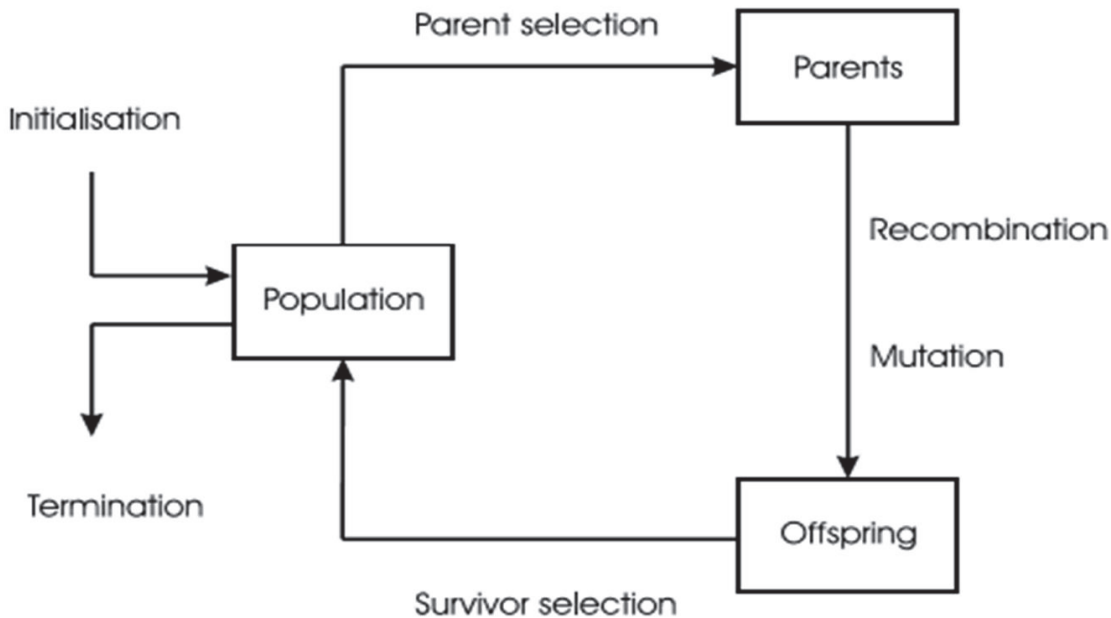 Parent selection
Parents
Initialisation
Recombination
Population
Mutation
Termination
Offspring
Survivor selection